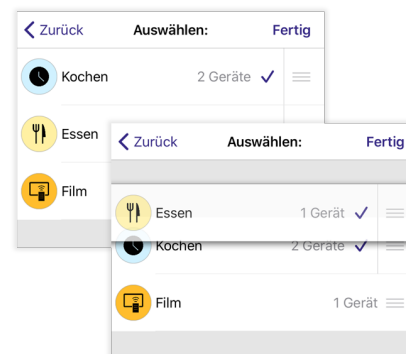 Zurück Auswählen: Fertig
Kochen 2 Geräte
Essen
Film
Zurück Auswählen: Fertig
Essen 1 Gerät
Kochen 2 Geräte
Film 1 Gerät